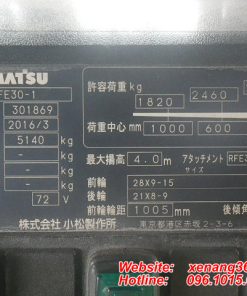 MATSU
FE30-1
許容荷重 kg kg
1820 2460
301869
2016/3
荷重中心 mm
1000 600
5140 kg
kg
kg
最大揚高 4.0 m アタッチメント RFE3
サイズ
72 V
前輪 28X9-15
後輪 21X8-9
前輪輪距 1005 mm 後傾角
株式会社 小松製作所 東京都港区赤坂2-3-6
Website: xenang36
Hotline: 096.1015.